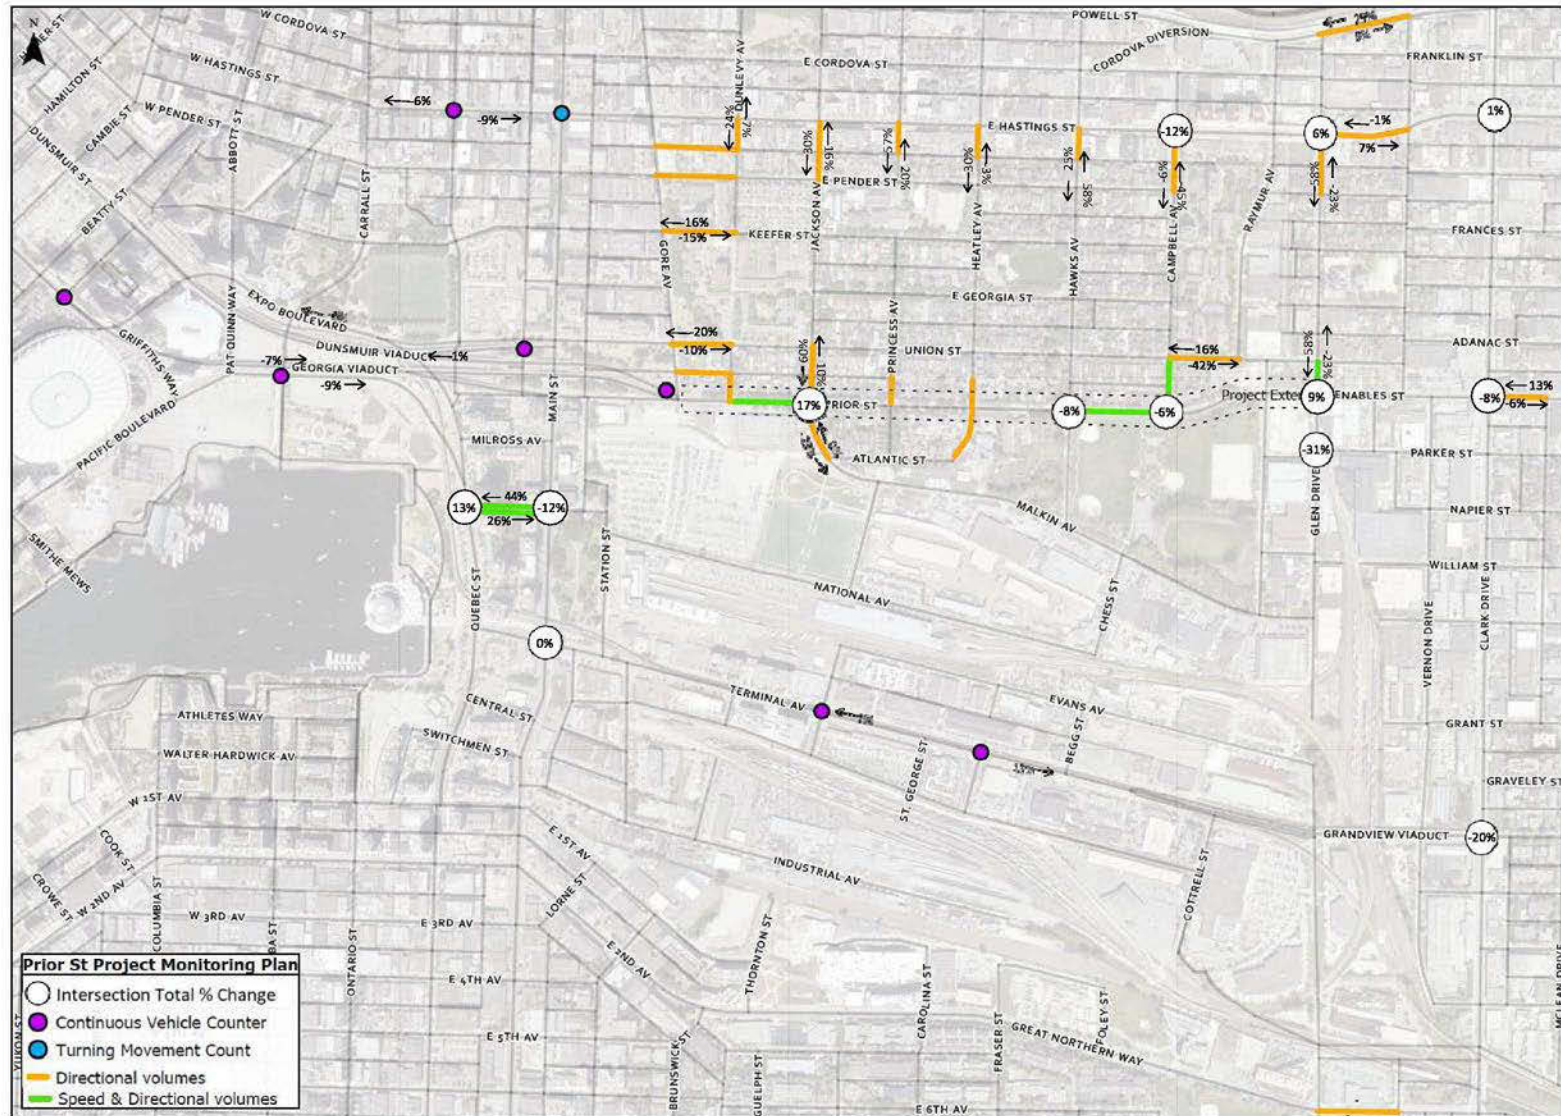 N
W CORDOVA ST
W HASTINGS ST
W PENDER ST
HAMILTON ST
CAMBIE ST
DUNSMUIR ST
BEATTY ST
ABBOTT ST
CARRALL ST
POWELL ST
CORDOVA DIVERSION
E CORDOVA ST
FRANKLIN ST
DUNLEVY AV
-6%
-9%
24%
7%
30%
16%
57%
20%
30%
3%
25%
58%
-12%
-6%
-45%
6%
-1%
7%
58%
-23%
1%
E HASTINGS ST
E PENDER ST
JACKSON AV
HEATLEY AV
HAWKS AV
CAMPBELL AV
RAYMUR AV
FRANCES ST
-16%
-15%
KEEFER ST
GORE AV
E GEORGIA ST
PRINCESS AV
PAT QUINN WAY
GRIFFITHS WAY
EXPO BOULEVARD
DUNSMUIR VIADUCT
-1%
-7%
GEORGIA VIADUCT
-9%
MAIN ST
-20%
-10%
60%
10%
UNION ST
-16%
-42%
58%
-23%
ADANAC ST
17%
RIOR ST
-8%
-6%
Project Exte
9%
ENABLES ST
-8%
13%
-6%
PACIFIC BOULEVARD
MILROSS AV
ATLANTIC ST
-31%
PARKER ST
MALKIN AV
GLEN DRIVE
NAPIER ST
13%
44%
26%
-12%
SMITHE MEWS
STATION ST
QUEBEC ST
NATIONAL AV
CHESS ST
WILLIAM ST
VERNON DRIVE
CLARK DRIVE
0%
TERMINAL AV
EVANS AV
BEGG ST
GRANT ST
ATHLETES WAY
CENTRAL ST
WALTER HARDWICK AV
SWITCHMEN ST
ST. GEORGE ST
GRAVELEY ST
W 1ST AV
COOK ST
CROWE ST
W 2ND AV
E 1ST AV
INDUSTRIAL AV
GRANDVIEW VIADUCT
-20%
COTTRELL ST
COLUMBIA ST
W 3RD AV
BA ST
ONTARIO ST
E 3RD AV
LORNE ST
E 2ND AV
THORNTON ST
E 4TH AV
E 5TH AV
CAROLINA ST
FRASER ST
FOLEY ST
GREAT NORTHERN WAY
MCLEAN DRIVE
YUKON ST
BRUNSWICK ST
GUELPH ST
E 6TH AV
Prior St Project Monitoring Plan
Intersection Total % Change
Continuous Vehicle Counter
Turning Movement Count
Directional volumes
Speed & Directional volumes